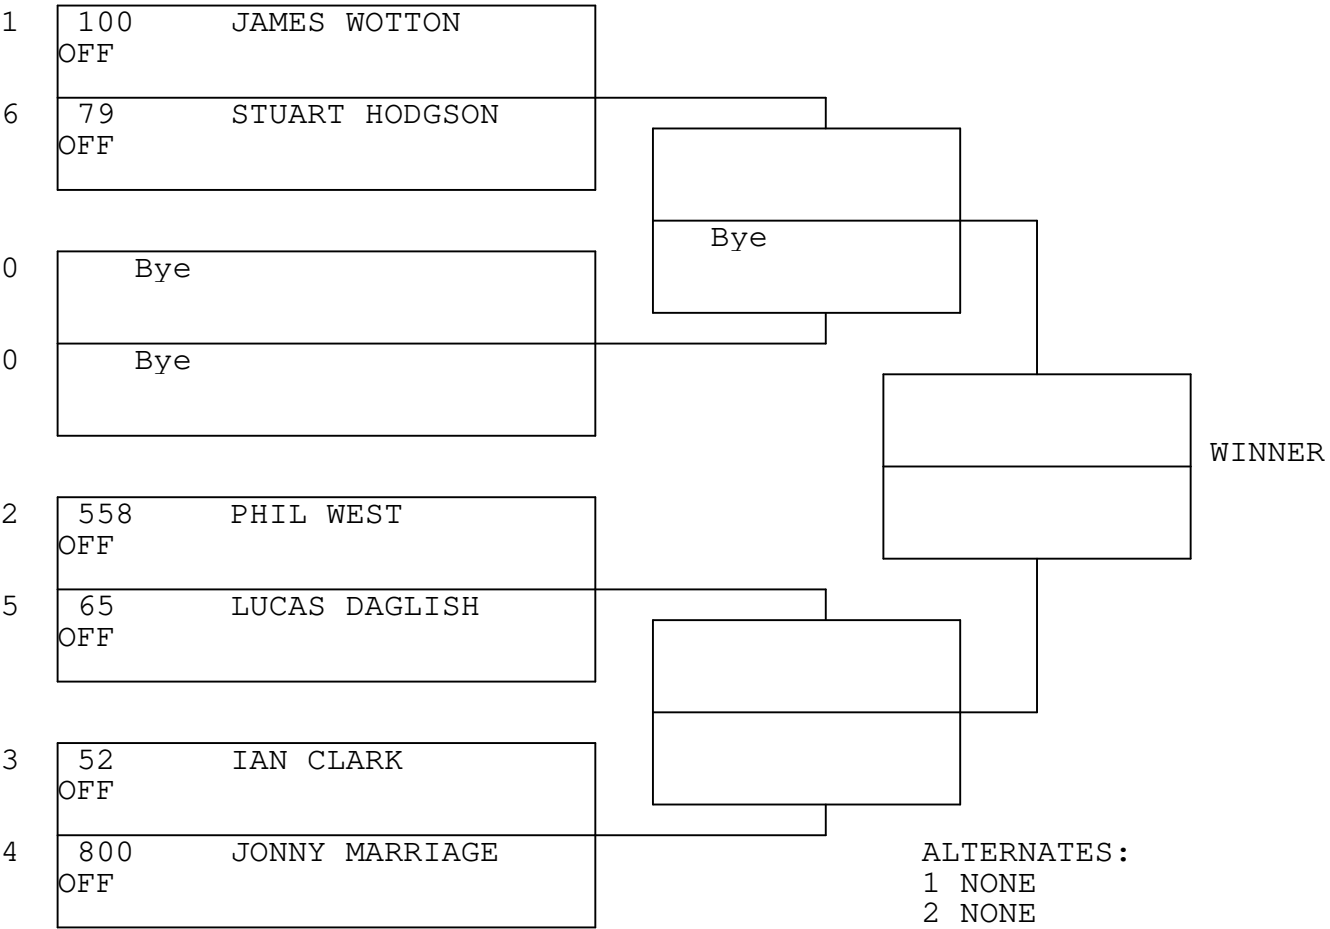 1 100 JAMES WOTTON
OFF
6 79 STUART HODGSON
OFF
Bye
0 Bye
0 Bye
WINNER
2 558 PHIL WEST
OFF
5 65 LUCAS DAGLISH
OFF
3 52 IAN CLARK
OFF
4 800 JONNY MARRIAGE
OFF
ALTERNATES:
1 NONE
2 NONE